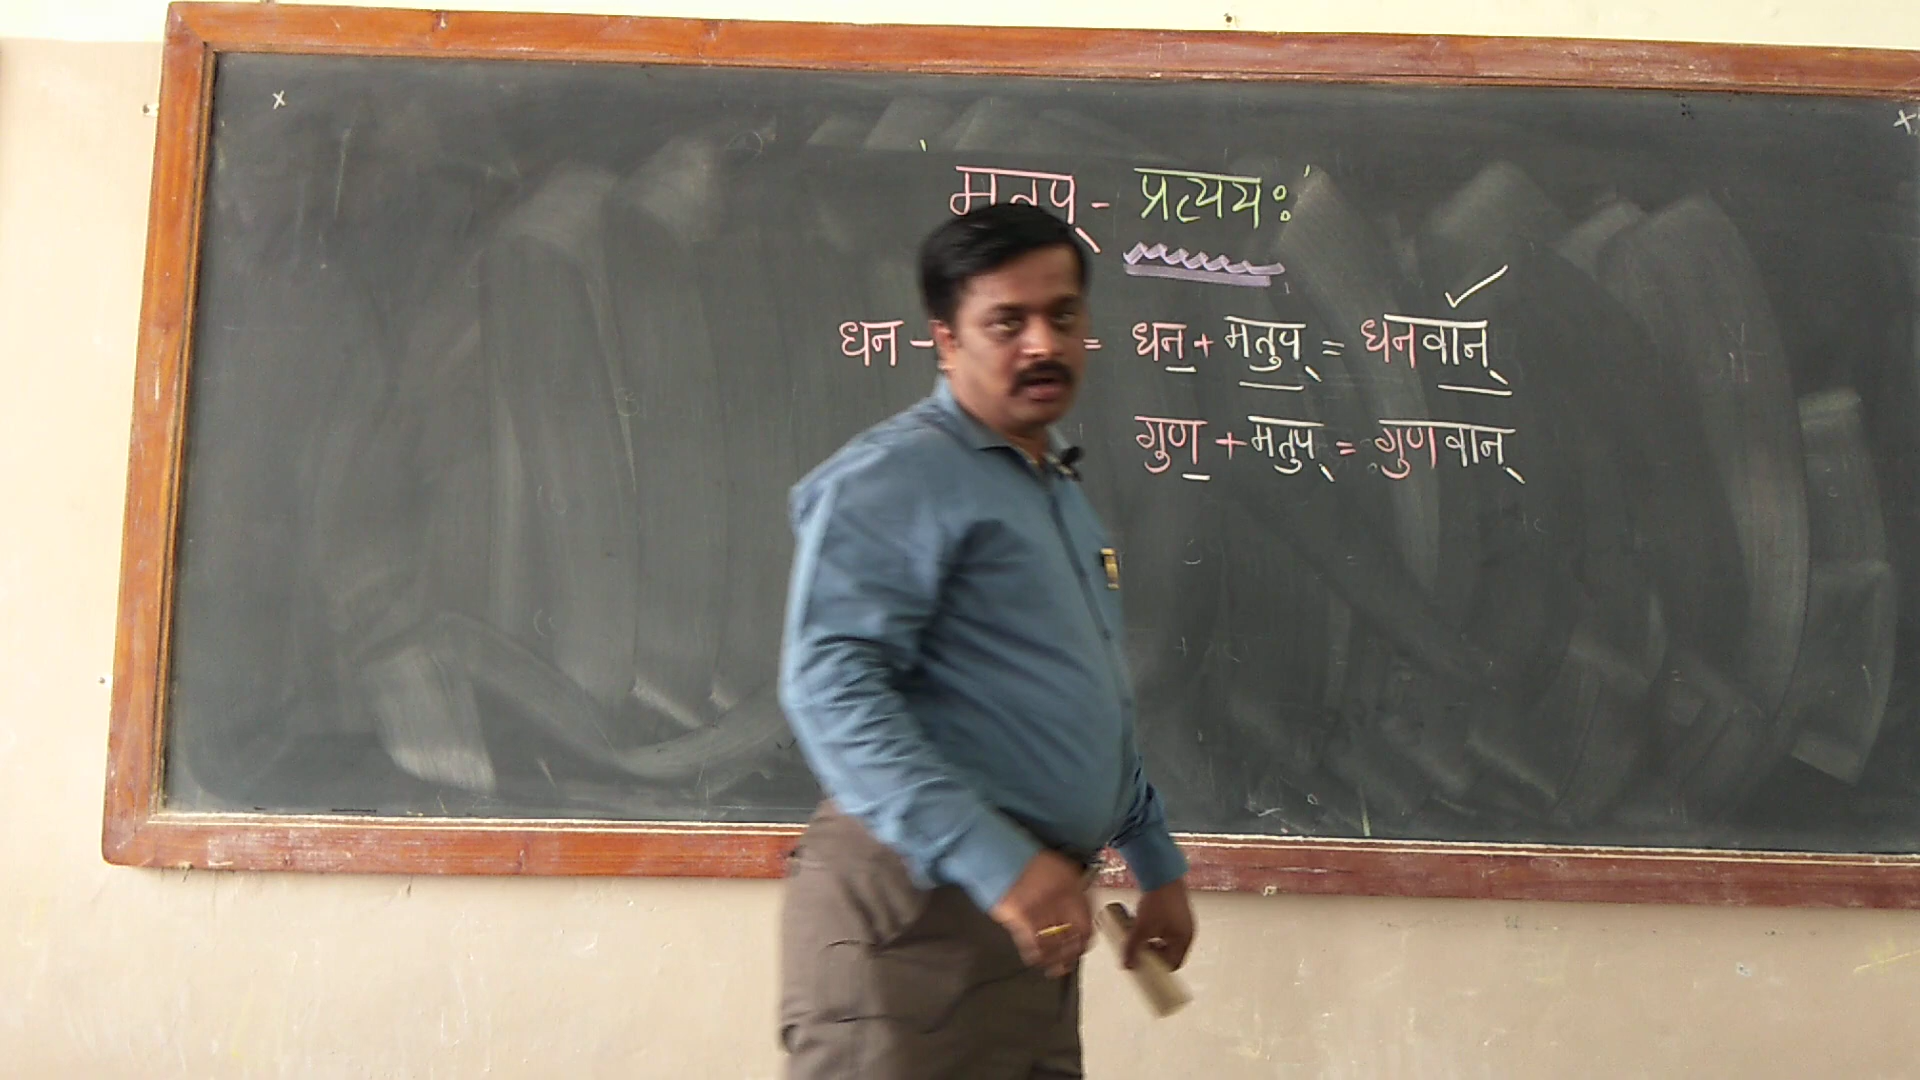 मतुप् - प्रत्ययः
धन - = धन + मतुप् = धनवान् ✓
गुण + मतुप् = गुणवान्